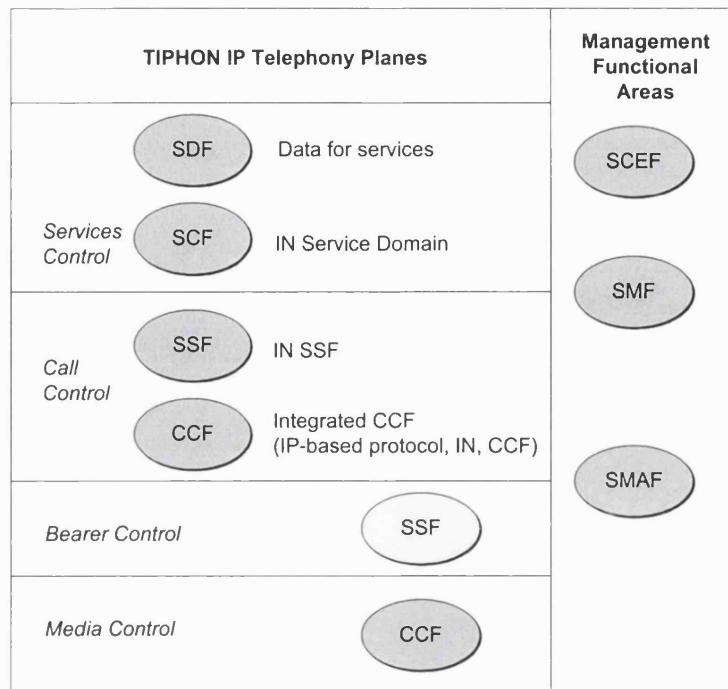 TIPHON IP Telephony Planes
Management
Functional
Areas
SDF
Data for services
SCEF
Services
Control
SCF
IN Service Domain
SMF
SSF
IN SSF
Call
Control
CCF
Integrated CCF
(IP-based protocol, IN, CCF)
SMAF
Bearer Control
SSF
Media Control
CCF